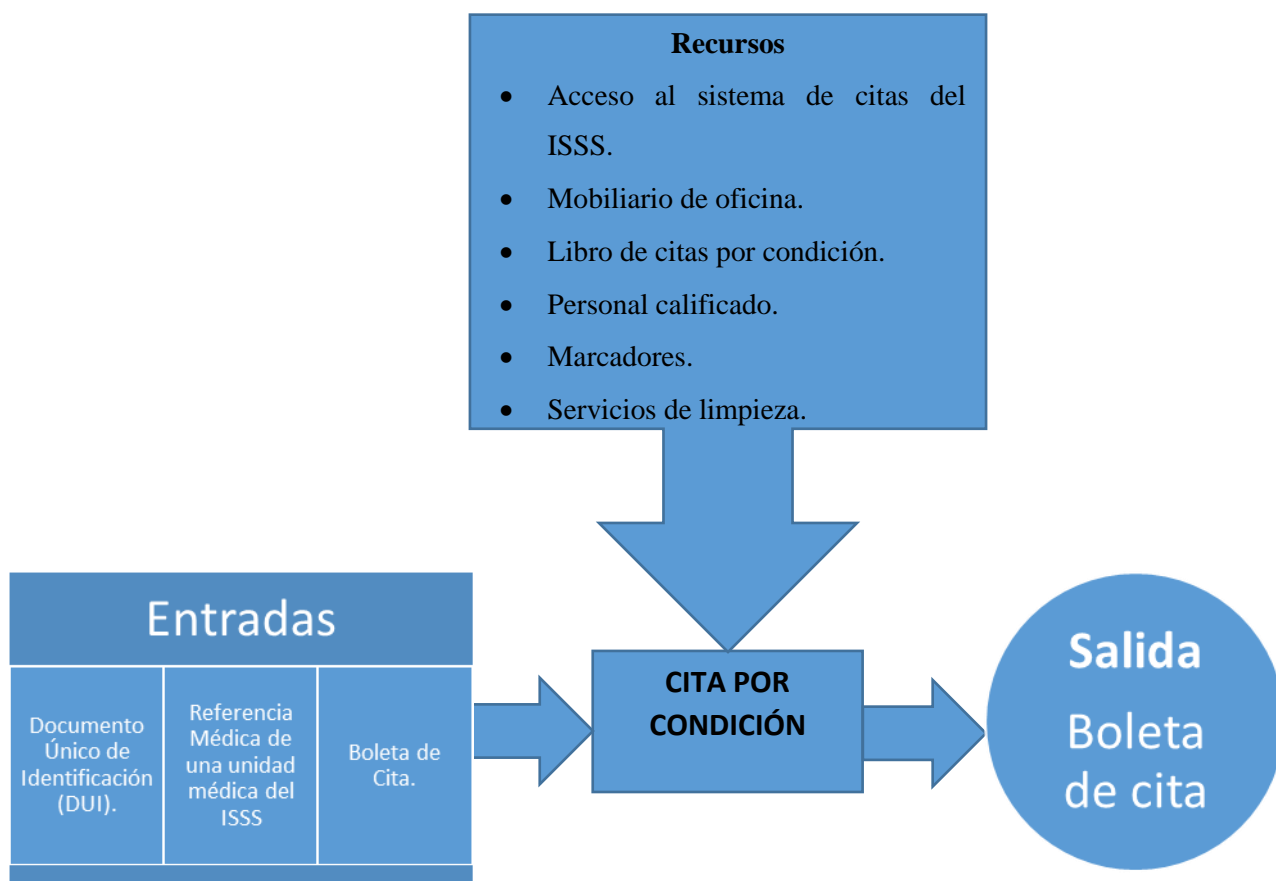 Recursos
• Acceso al sistema de citas del
ISSS.
• Mobiliario de oficina.
• Libro de citas por condición.
• Personal calificado.
• Marcadores.
• Servicios de limpieza.
Entradas
Documento
Único de
Identificación
(DUI).
Referencia
Médica de
una unidad
médica del
ISSS
Boleta de
Cita.
CITA POR
CONDICIÓN
Salida
Boleta
de cita